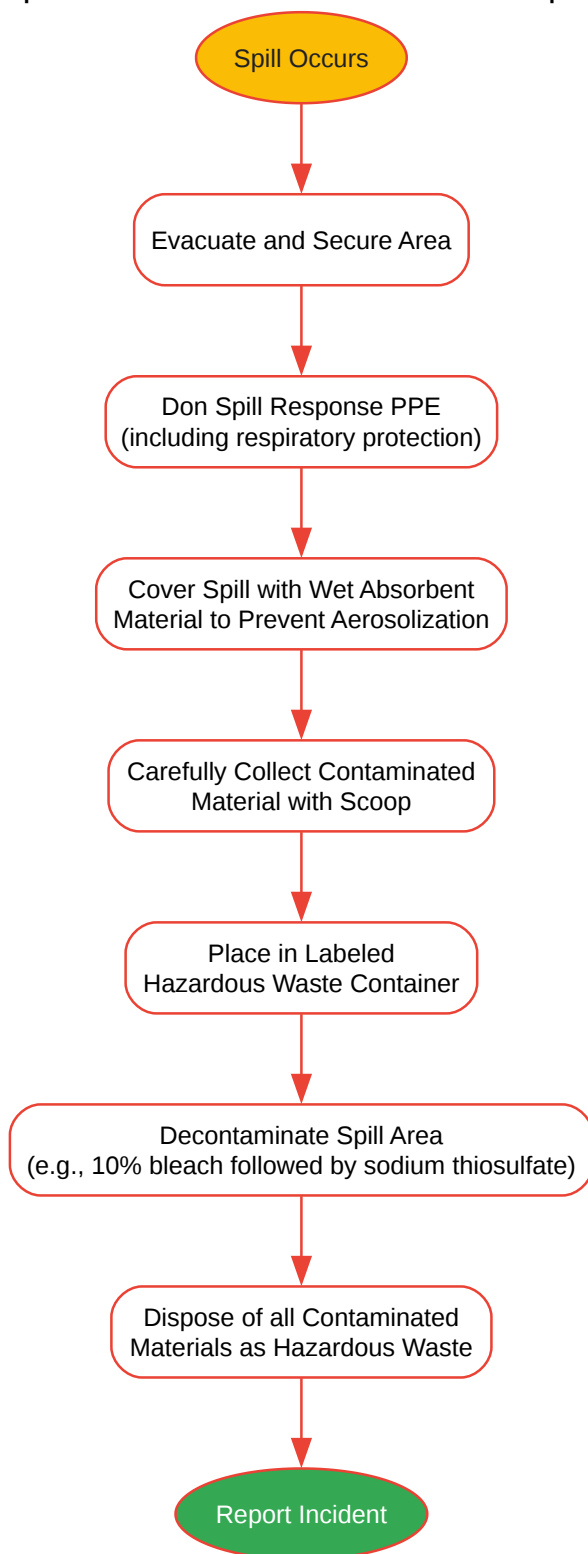 Spill Occurs
Evacuate and Secure Area
Don Spill Response PPE
(including respiratory protection)
Cover Spill with Wet Absorbent
Material to Prevent Aerosolization
Carefully Collect Contaminated
Material with Scoop
Place in Labeled
Hazardous Waste Container
Decontaminate Spill Area
(e.g., 10% bleach followed by sodium thiosulfate)
Dispose of all Contaminated
Materials as Hazardous Waste
Report Incident